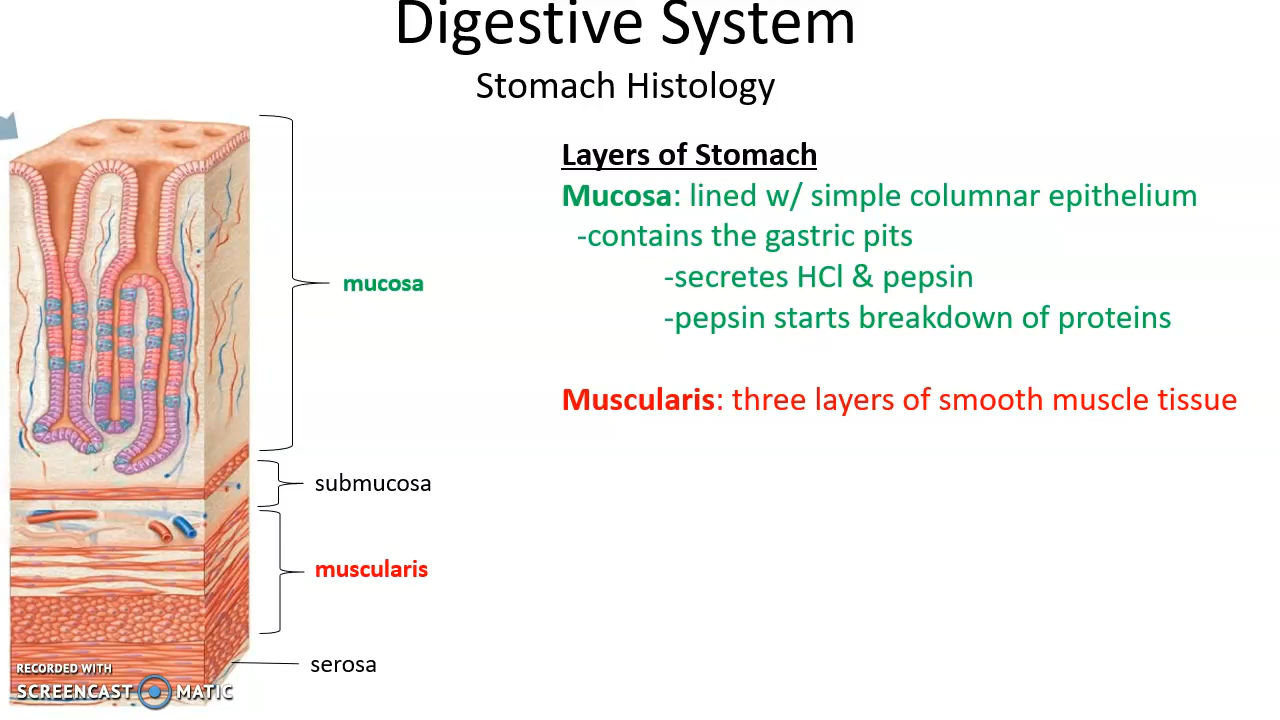 Digestive System
Stomach Histology
Layers of Stomach
Mucosa: lined w/ simple columnar epithelium
-contains the gastric pits
-secretes HCl & pepsin
-pepsin starts breakdown of proteins
Muscularis: three layers of smooth muscle tissue
mucosa
submucosa
muscularis
serosa
RECORDED WITH
SCREENCAST MATIC